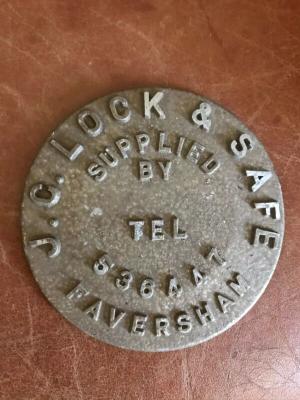 J.C. LOCK & SAFE
SUPPLIED
BY
TEL
536447
FAVERSHAM